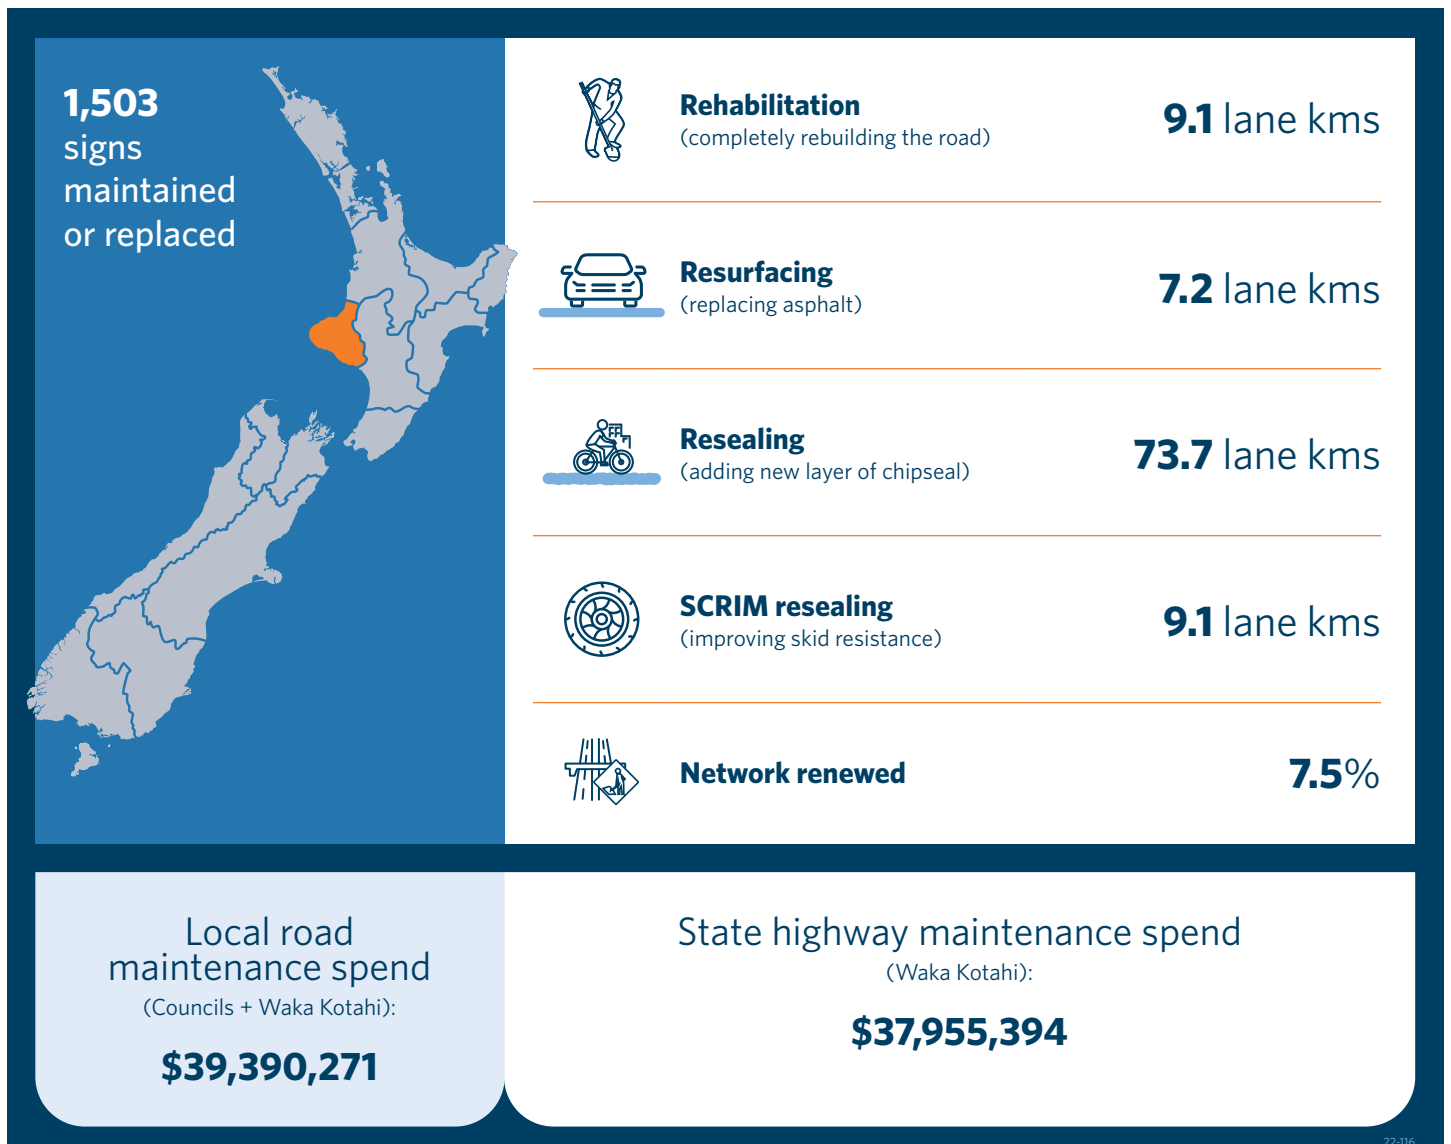 1,503
signs
maintained
or replaced
Rehabilitation
(completely rebuilding the road)
9.1 lane kms
Resurfacing
(replacing asphalt)
7.2 lane kms
Resealing
(adding new layer of chipseal)
73.7 lane kms
SCRIM resealing
(improving skid resistance)
9.1 lane kms
Network renewed
7.5%
Local road
maintenance spend
(Councils + Waka Kotahi):
$39,390,271
State highway maintenance spend
(Waka Kotahi):
$37,955,394
22-116